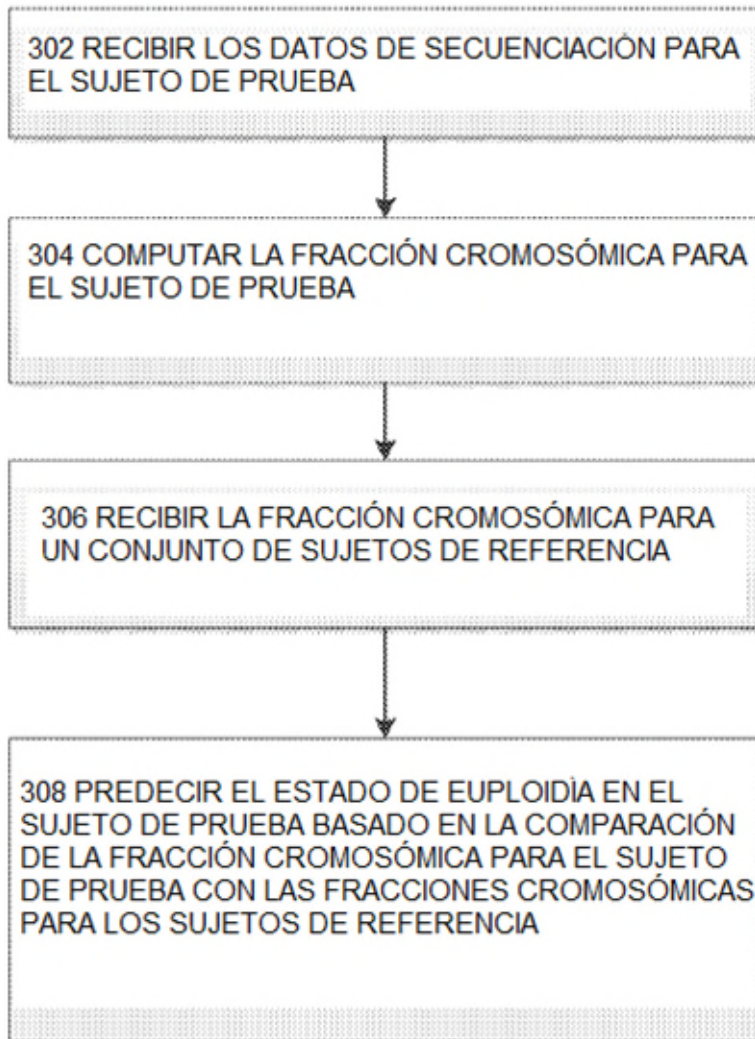 302 RECIBIR LOS DATOS DE SECUENCIACIÓN PARA
EL SUJETO DE PRUEBA
304 COMPUTAR LA FRACCIÓN CROMOSÓMICA PARA
EL SUJETO DE PRUEBA
306 RECIBIR LA FRACCIÓN CROMOSÓMICA PARA
UN CONJUNTO DE SUJETOS DE REFERENCIA
308 PREDECIR EL ESTADO DE EUPLOIDÌA EN EL
SUJETO DE PRUEBA BASADO EN LA COMPARACIÓN
DE LA FRACCIÓN CROMOSÓMICA PARA EL SUJETO
DE PRUEBA CON LAS FRACCIONES CROMOSÓMICAS
PARA LOS SUJETOS DE REFERENCIA